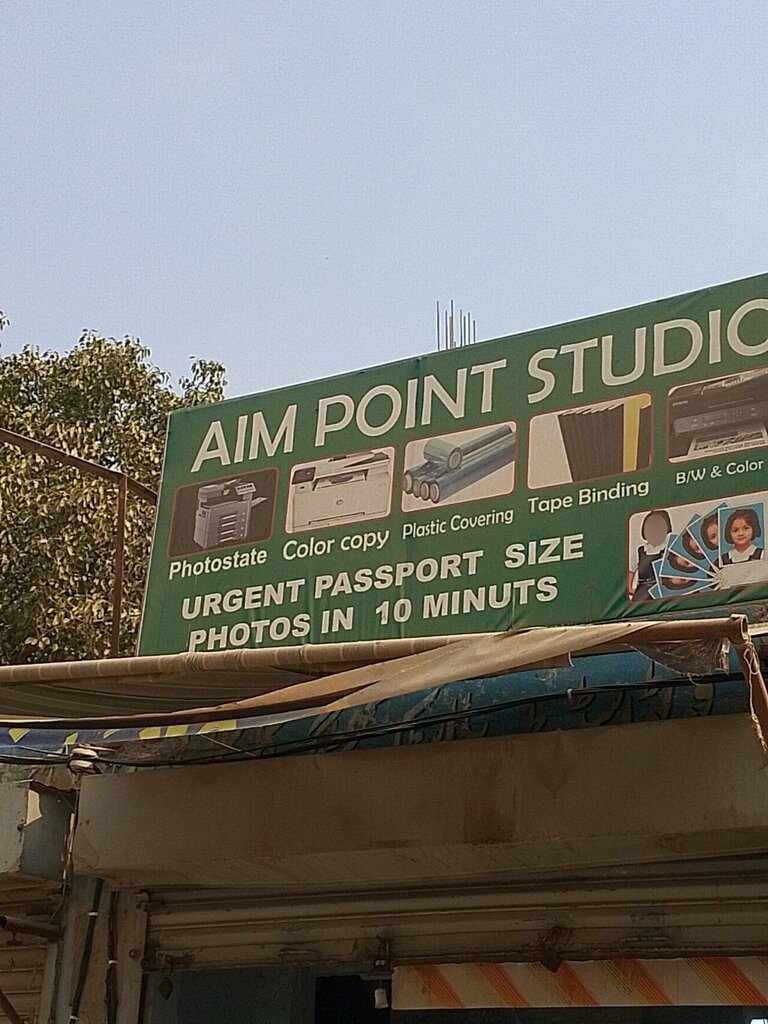 AIM POINT STUDIO
Photostate
Color copy
Plastic Covering
Tape Binding
B/W & Color
URGENT PASSPORT SIZE
PHOTOS IN 10 MINUTS